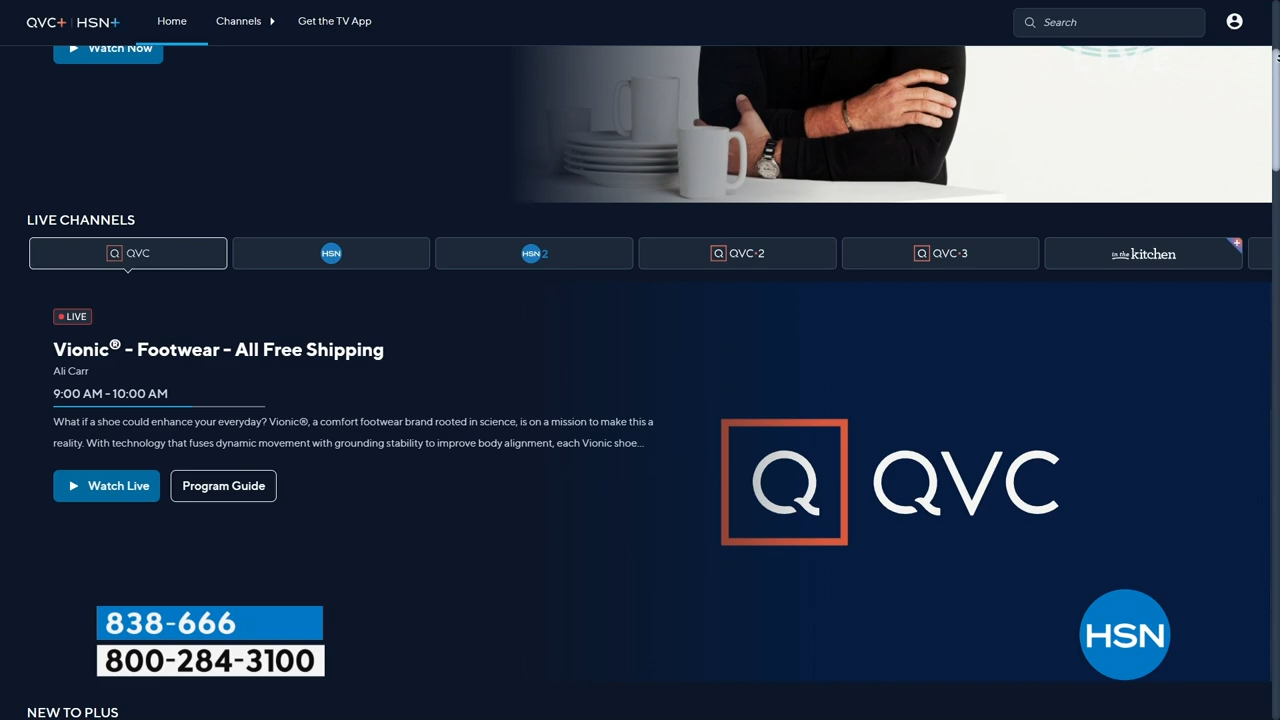 QVC+ | HSN+
Home
Channels
Get the TV App
Search
Watch Now
LIVE CHANNELS
Q QVC
HSN
HSN 2
Q QVC-2
Q QVC-3
in the kitchen
+
LIVE
Vionic® - Footwear - All Free Shipping
Ali Carr
9:00 AM - 10:00 AM
What if a shoe could enhance your everyday? Vionic®, a comfort footwear brand rooted in science, is on a mission to make this a
reality. With technology that fuses dynamic movement with grounding stability to improve body alignment, each Vionic shoe...
Watch Live
Program Guide
Q QVC
838-666
800-284-3100
HSN
NEW TO PLUS